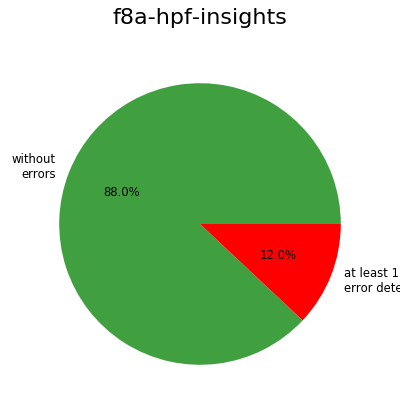 f8a-hpf-insights
without
errors
88.0%
12.0%
at least 1
error dete